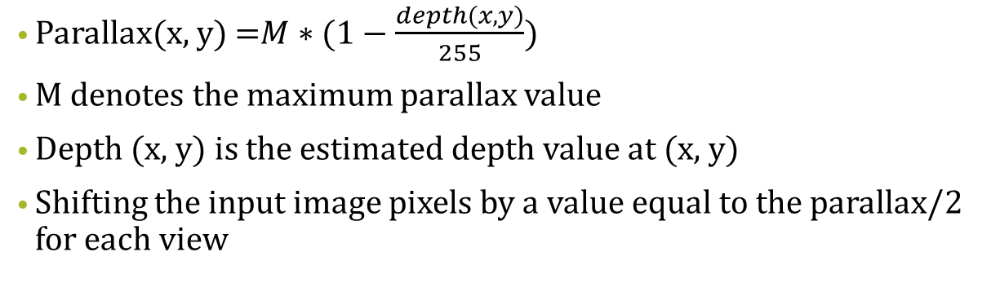 • Parallax(x, y) =M ∗ (1 − depth(x,y)/255)
• M denotes the maximum parallax value
• Depth (x, y) is the estimated depth value at (x, y)
• Shifting the input image pixels by a value equal to the parallax/2
for each view